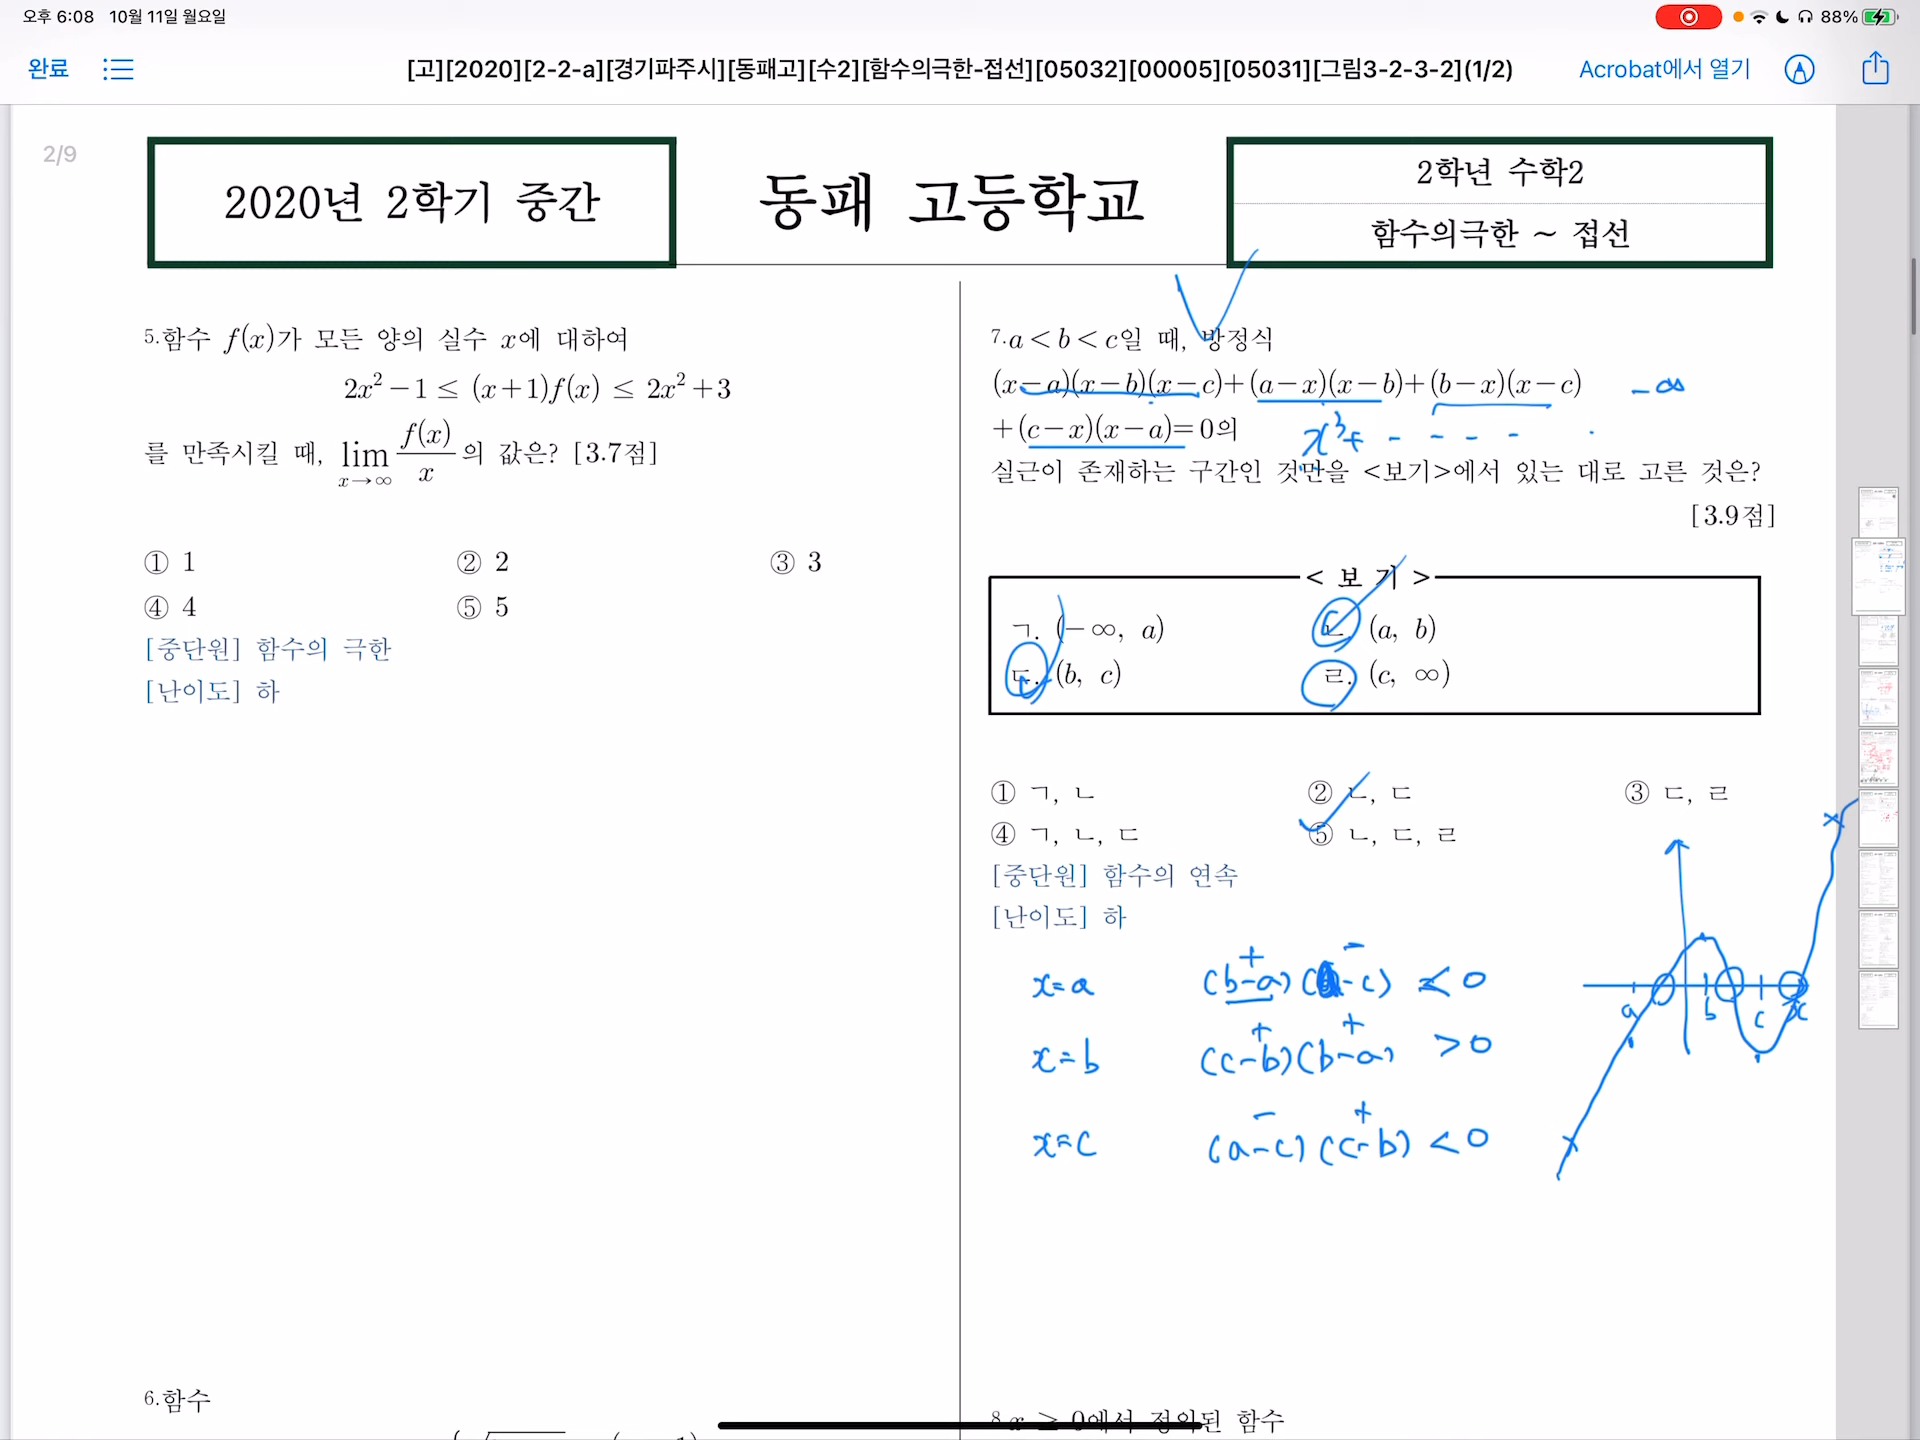 오후 6:08 10월 11일 월요일
88%
완료
[고][2020][2-2-a][경기파주시][동패고][수2][함수의극한-접선][05032][00005][05031][그림3-2-3-2](1/2)
Acrobat에서 열기
2/9
2020년 2학기 중간
동패 고등학교
2학년 수학2
함수의극한 ~ 접선
5.함수 f(x)가 모든 양의 실수 x에 대하여
2x²-1 ≤ (x+1)f(x) ≤ 2x²+3
를 만족시킬 때, lim x→∞ f(x)/x 의 값은? [3.7점]
① 1 ② 2 ③ 3
④ 4 ⑤ 5
[중단원] 함수의 극한
[난이도] 하
6.함수
7.a<b<c일 때, 방정식
(x-a)(x-b)(x-c)+(a-x)(x-b)+(b-x)(x-c)
-∞
+(c-x)(x-a)=0의
x³+ - - - -
실근이 존재하는 구간인 것만을 <보기>에서 있는 대로 고른 것은?
[3.9점]
< 보 기 >
ㄱ. (-∞, a) ㄴ. (a, b)
ㄷ. (b, c) ㄹ. (c, ∞)
① ㄱ, ㄴ ② ㄴ, ㄷ ③ ㄷ, ㄹ
④ ㄱ, ㄴ, ㄷ ⑤ ㄴ, ㄷ, ㄹ
[중단원] 함수의 연속
[난이도] 하
+ -
x=a (b-a)(a-c) < 0
a b c x
+ +
x=b (c-b)(b-a) > 0
- +
x=c (a-c)(c-b) < 0
8.x ≥ 0에서 정의된 함수